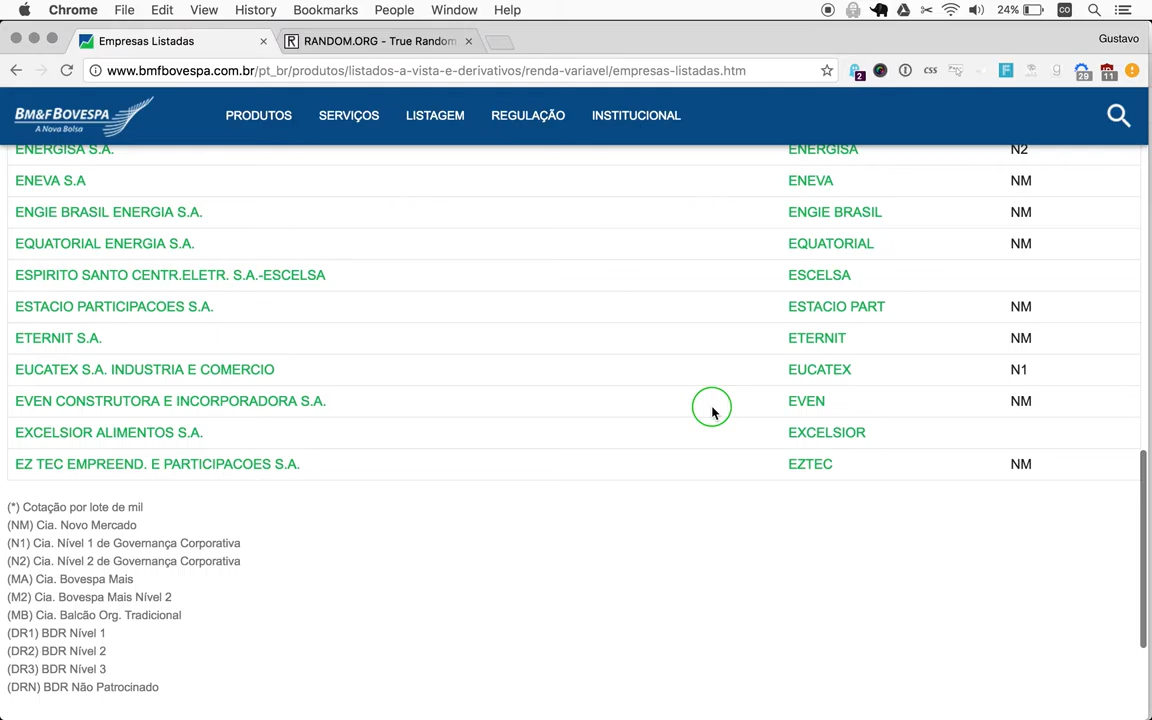 Chrome File Edit View History Bookmarks People Window Help 24% CO
Empresas Listadas RANDOM.ORG - True Random Gustavo
www.bmfbovespa.com.br/pt_br/produtos/listados-a-vista-e-derivativos/renda-variavel/empresas-listadas.htm 2 CSS F g 29 11
BM&FBOVESPA
A Nova Bolsa
PRODUTOS SERVIÇOS LISTAGEM REGULAÇÃO INSTITUCIONAL
ENERGISA S.A. ENERGISA N2
ENEVA S.A ENEVA NM
ENGIE BRASIL ENERGIA S.A. ENGIE BRASIL NM
EQUATORIAL ENERGIA S.A. EQUATORIAL NM
ESPIRITO SANTO CENTR.ELETR. S.A.-ESCELSA ESCELSA
ESTACIO PARTICIPACOES S.A. ESTACIO PART NM
ETERNIT S.A. ETERNIT NM
EUCATEX S.A. INDUSTRIA E COMERCIO EUCATEX N1
EVEN CONSTRUTORA E INCORPORADORA S.A. EVEN NM
EXCELSIOR ALIMENTOS S.A. EXCELSIOR
EZ TEC EMPREEND. E PARTICIPACOES S.A. EZTEC NM
(*) Cotação por lote de mil
(NM) Cia. Novo Mercado
(N1) Cia. Nível 1 de Governança Corporativa
(N2) Cia. Nível 2 de Governança Corporativa
(MA) Cia. Bovespa Mais
(M2) Cia. Bovespa Mais Nível 2
(MB) Cia. Balcão Org. Tradicional
(DR1) BDR Nível 1
(DR2) BDR Nível 2
(DR3) BDR Nível 3
(DRN) BDR Não Patrocinado